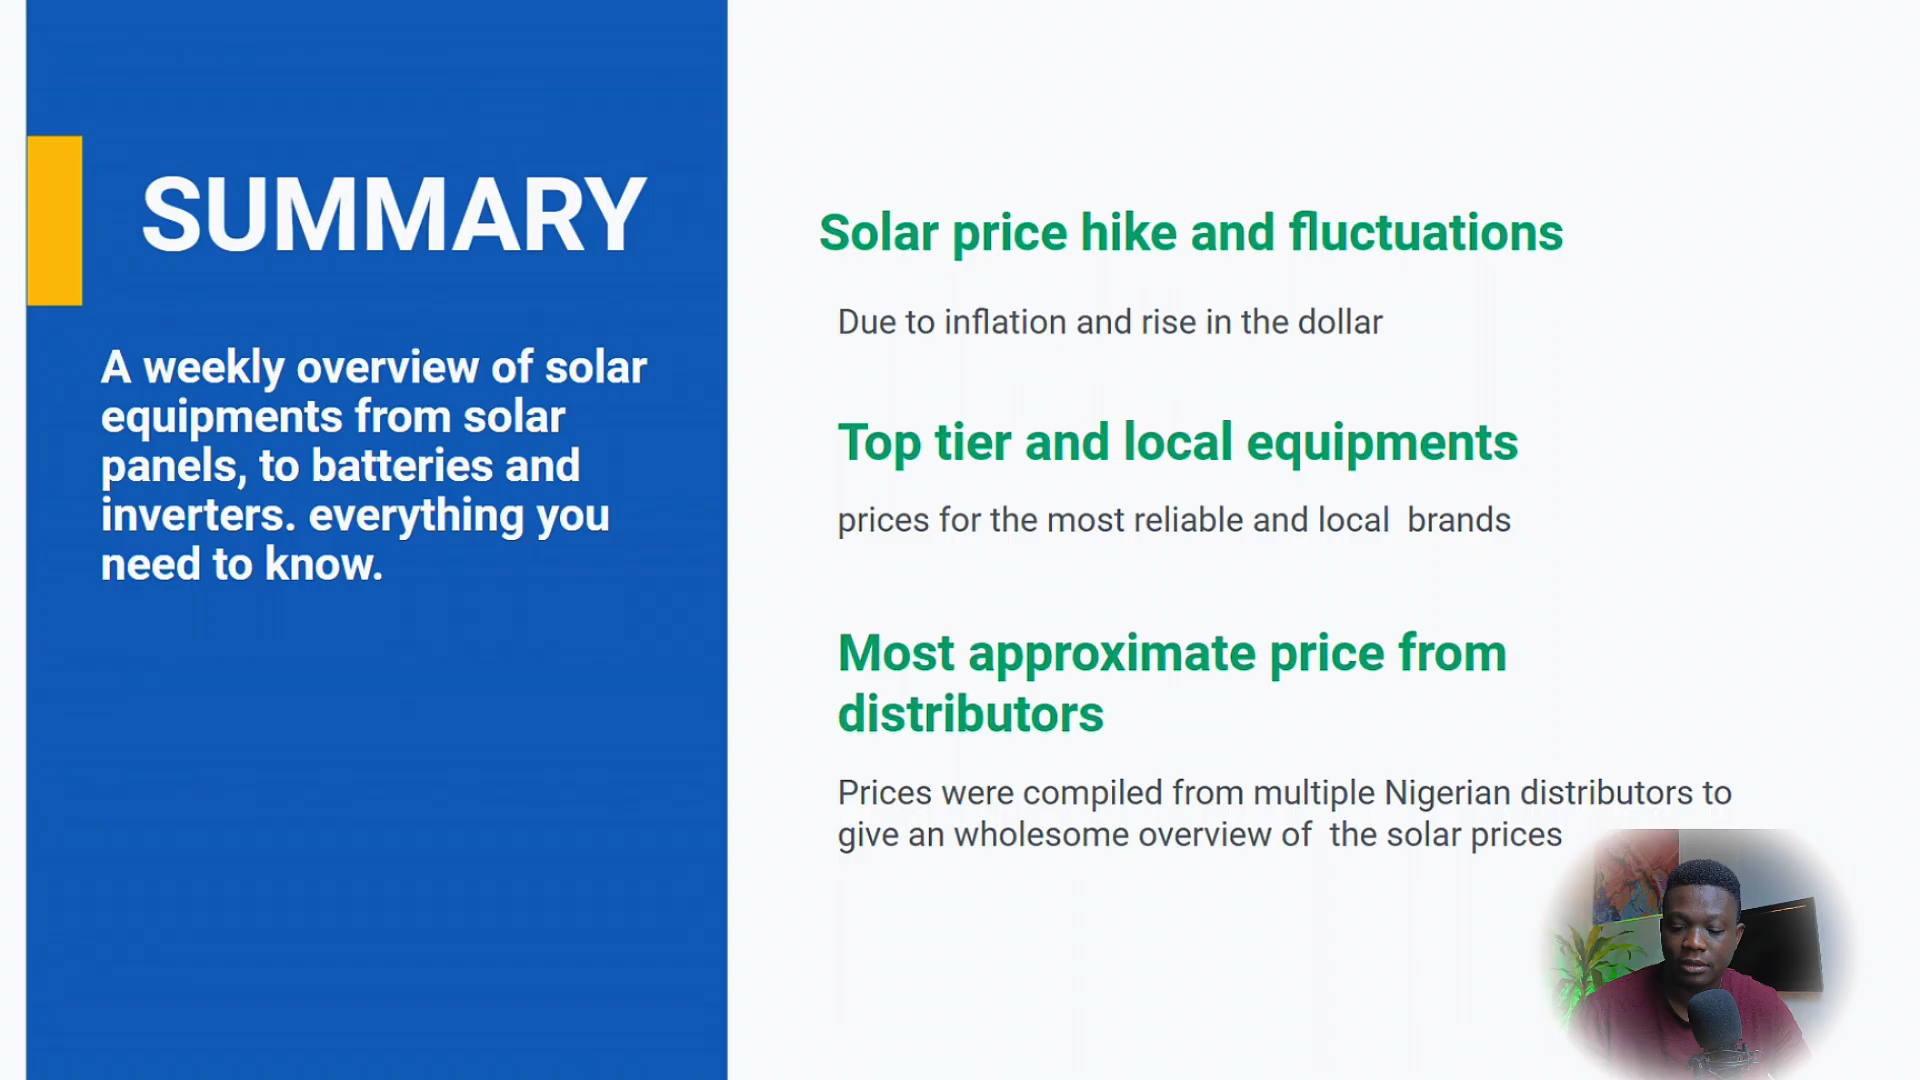 SUMMARY
A weekly overview of solar
equipments from solar
panels, to batteries and
inverters. everything you
need to know.
Solar price hike and fluctuations
Due to inflation and rise in the dollar
Top tier and local equipments
prices for the most reliable and local  brands
Most approximate price from
distributors
Prices were compiled from multiple Nigerian distributors to
give an wholesome overview of  the solar prices